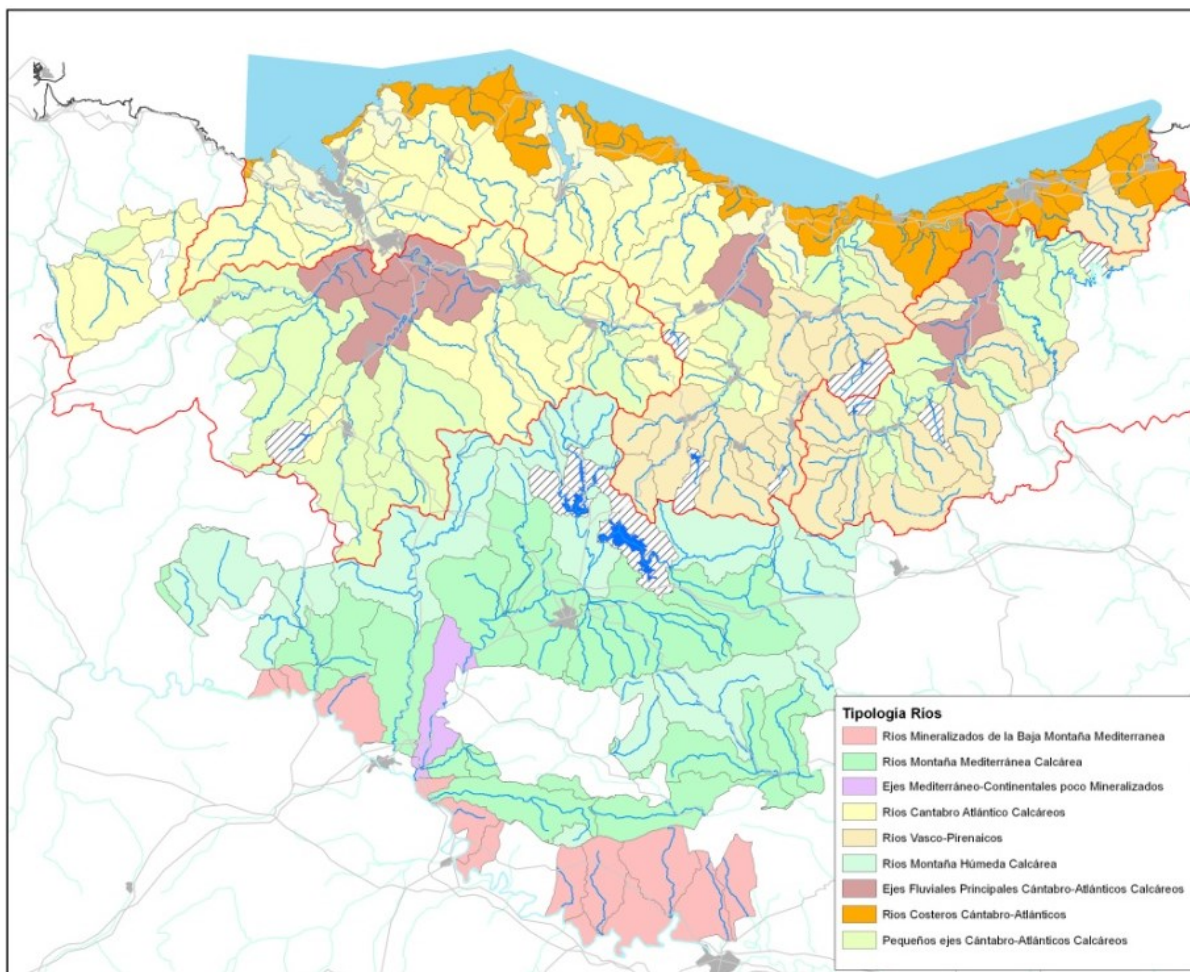 Tipología Ríos
Ríos Mineralizados de la Baja Montaña Mediterranea
Ríos Montaña Mediterránea Calcárea
Ejes Mediterráneo-Continentales poco Mineralizados
Ríos Cantabro Atlántico Calcáreos
Ríos Vasco-Pirenaicos
Ríos Montaña Húmeda Calcárea
Ejes Fluviales Principales Cántabro-Atlánticos Calcáreos
Ríos Costeros Cántabro-Atlánticos
Pequeños ejes Cántabro-Atlánticos Calcáreos